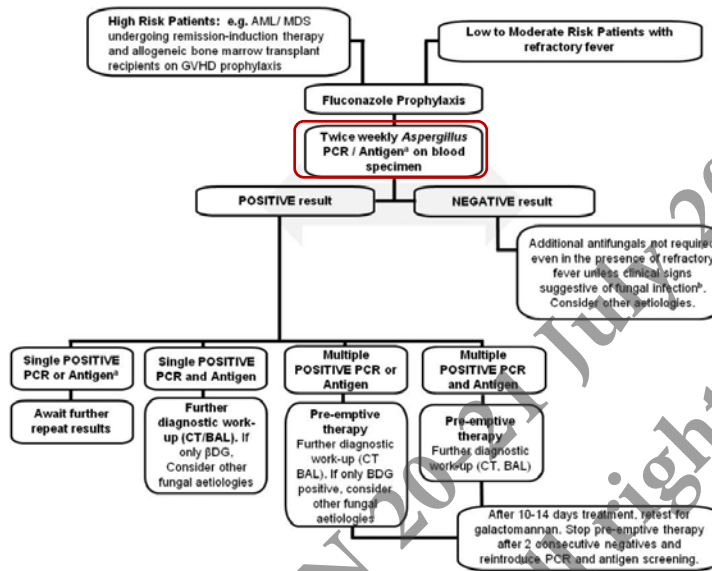 High Risk Patients: e.g. AML/ MDS
undergoing remission-induction therapy
and allogeneic bone marrow transplant
recipients on GVHD prophylaxis
Low to Moderate Risk Patients with
refractory fever
Fluconazole Prophylaxis
Twice weekly Aspergillus
PCR / Antigenᵃ on blood
specimen
POSITIVE result
NEGATIVE result
Additional antifungals not required
even in the presence of refractory
fever unless clinical signs
suggestive of fungal infectionᵇ.
Consider other aetiologies.
Single POSITIVE
PCR or Antigenᵃ
Await further
repeat results
Single POSITIVE
PCR and Antigen
Further
diagnostic work-
up (CT/BAL). If
only βDG,
Consider other
fungal aetiologies
Multiple
POSITIVE PCR or
Antigen
Pre-emptive
therapy
Further diagnostic
work-up (CT
BAL). If only BDG
positive, consider
other fungal
aetiologies
Multiple
POSITIVE PCR
and Antigen
Pre-emptive
therapy
Further diagnostic
work-up (CT, BAL)
After 10-14 days treatment, retest for
galactomannan. Stop pre-emptive therapy
after 2 consecutive negatives and
reintroduce PCR and antigen screening.
N 20-21 July 20
ll right